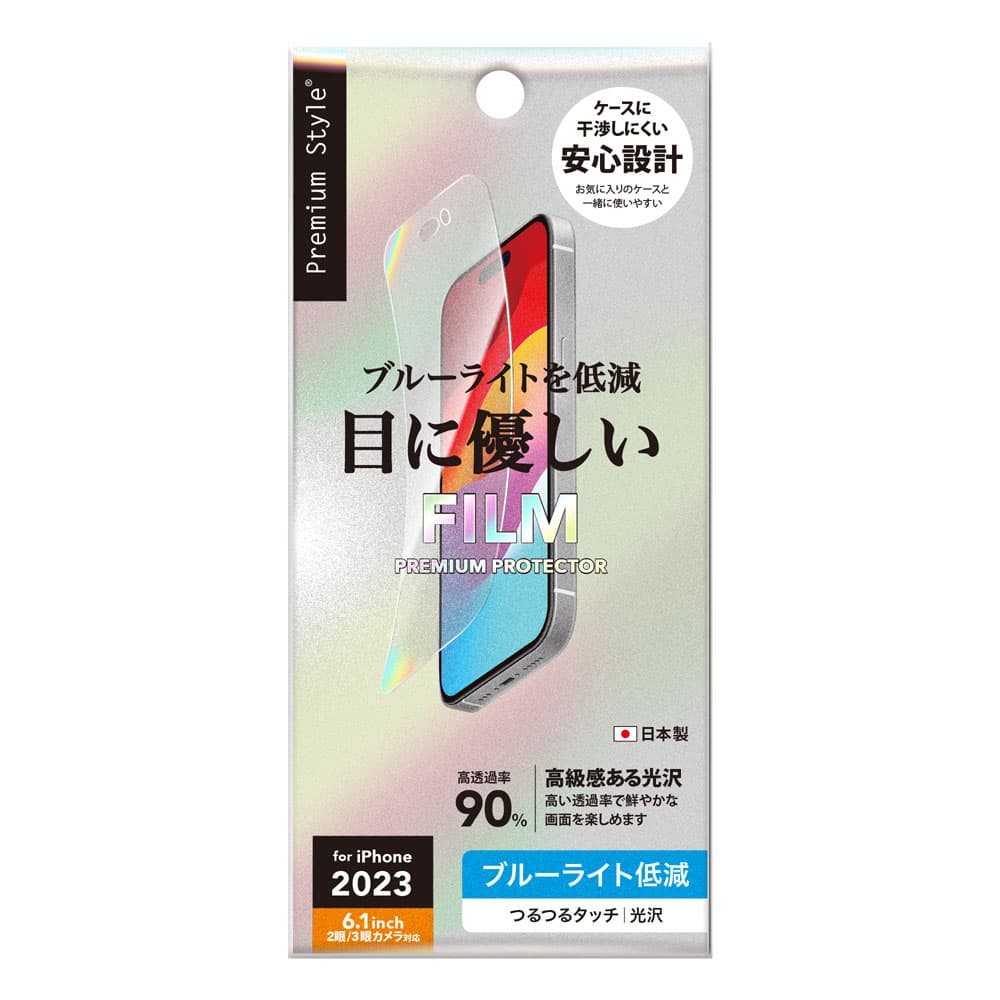 Premium Style®
ケースに
干渉しにくい
安心設計
お気に入りのケースと
一緒に使いやすい
ブルーライトを低減
目に優しい
FILM
PREMIUM PROTECTOR
日本製
高透過率
90%
高級感ある光沢
高い透過率で鮮やかな
画面を楽しめます
for iPhone
2023
6.1inch
2眼/3眼カメラ対応
ブルーライト低減
つるつるタッチ|光沢